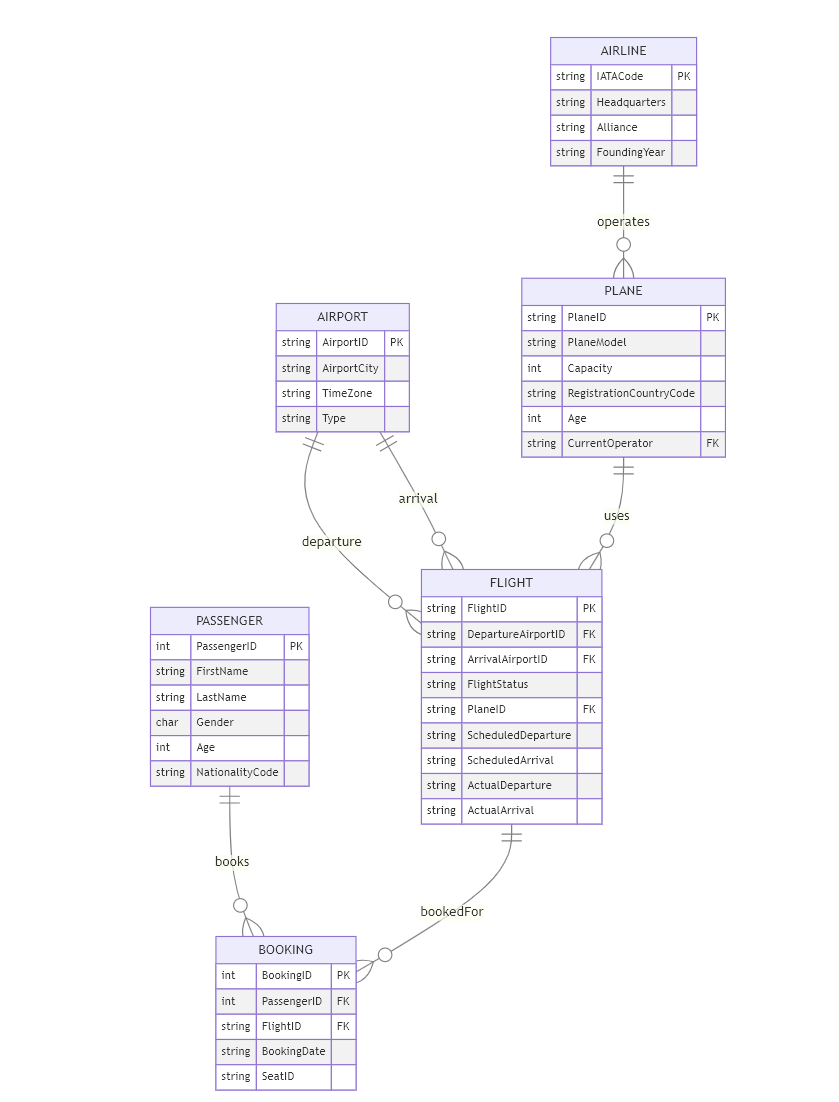 AIRLINE
string IATACode PK
string Headquarters
string Alliance
string FoundingYear
operates
PLANE
string PlaneID PK
string PlaneModel
int Capacity
string RegistrationCountryCode
int Age
string CurrentOperator FK
AIRPORT
string AirportID PK
string AirportCity
string TimeZone
string Type
arrival
uses
departure
FLIGHT
string FlightID PK
string DepartureAirportID FK
string ArrivalAirportID FK
string FlightStatus
string PlaneID FK
string ScheduledDeparture
string ScheduledArrival
string ActualDeparture
string ActualArrival
PASSENGER
int PassengerID PK
string FirstName
string LastName
char Gender
int Age
string NationalityCode
books
bookedFor
BOOKING
int BookingID PK
int PassengerID FK
string FlightID FK
string BookingDate
string SeatID